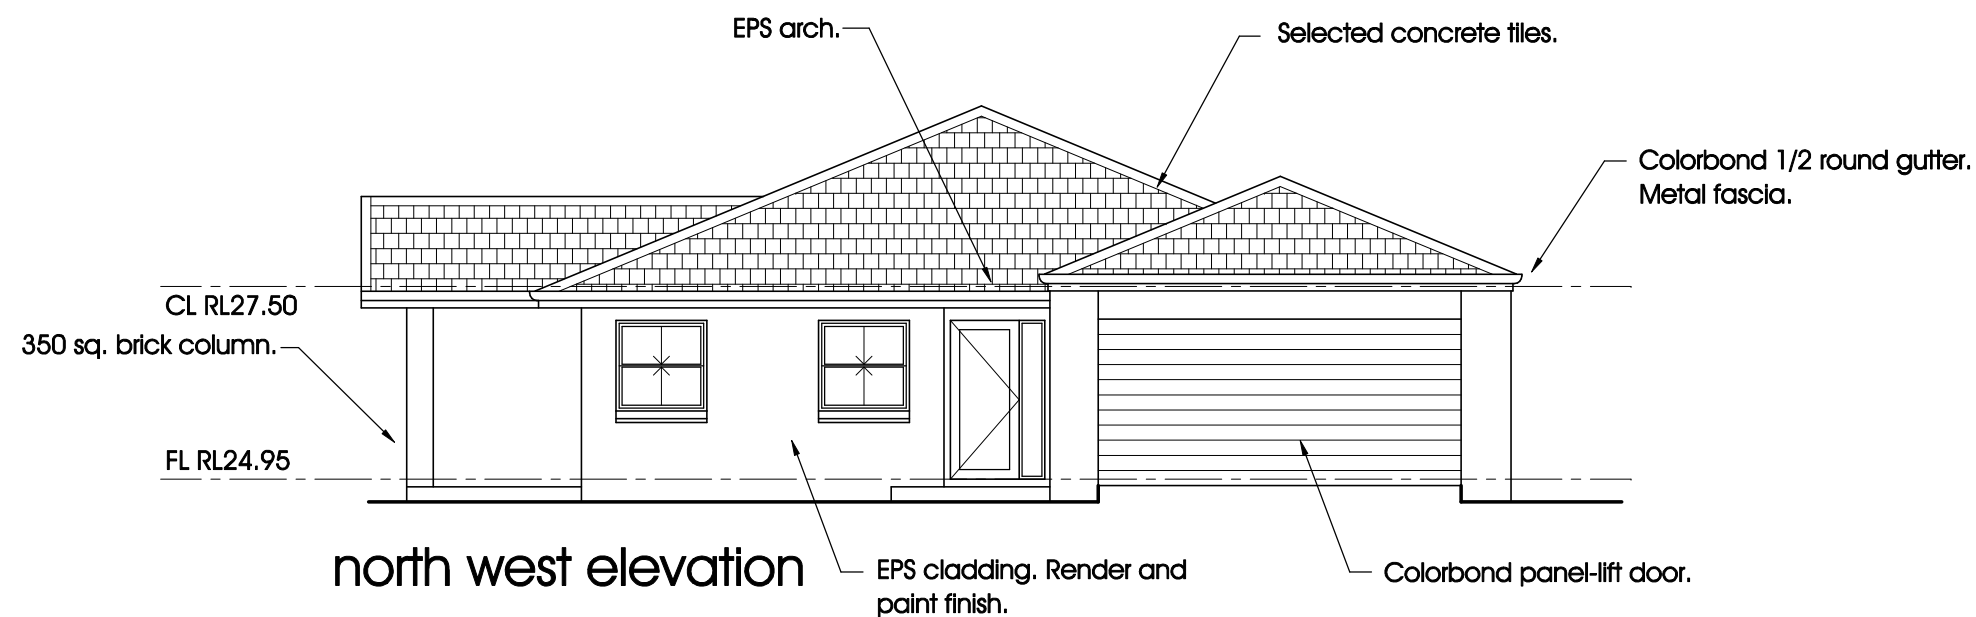 EPS arch.
Selected concrete tiles.
Colorbond 1/2 round gutter.
Metal fascia.
CL RL27.50
350 sq. brick column.
FL RL24.95
north west elevation
EPS cladding. Render and
paint finish.
Colorbond panel-lift door.